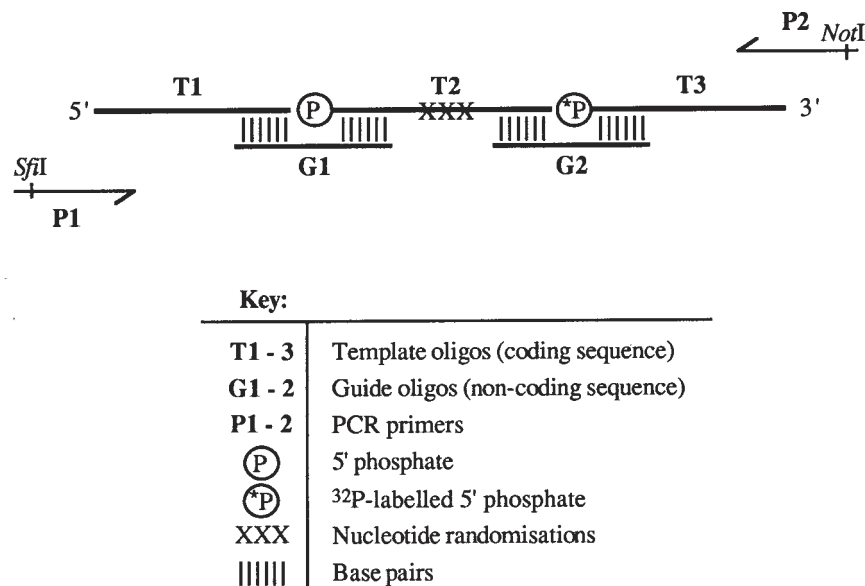 P2
NotI
T1
T2
T3
5'
P
XXX
*P
3'
G1
G2
SfiI
P1
Key:
T1 - 3 Template oligos (coding sequence)
G1 - 2 Guide oligos (non-coding sequence)
P1 - 2 PCR primers
P 5' phosphate
*P 32P-labelled 5' phosphate
XXX Nucleotide randomisations
Base pairs